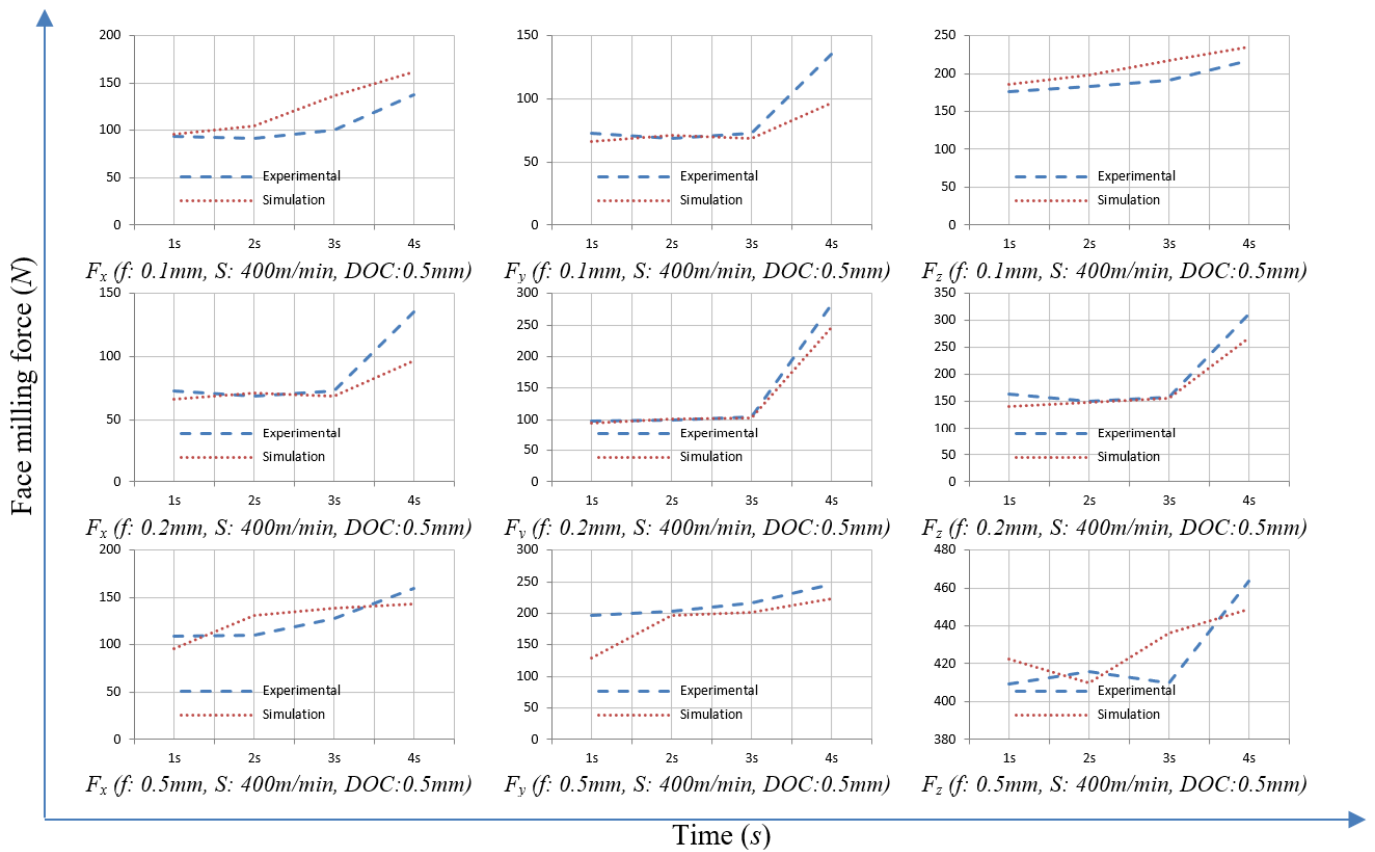 Face milling force (N)
200
150
100
50
0
Experimental
Simulation
1s 2s 3s 4s
Fx (f: 0.1mm, S: 400m/min, DOC:0.5mm)
150
100
50
0
Experimental
Simulation
1s 2s 3s 4s
Fy (f: 0.1mm, S: 400m/min, DOC:0.5mm)
250
200
150
100
50
0
Experimental
Simulation
1s 2s 3s 4s
Fz (f: 0.1mm, S: 400m/min, DOC:0.5mm)
150
100
50
0
Experimental
Simulation
1s 2s 3s 4s
Fx (f: 0.2mm, S: 400m/min, DOC:0.5mm)
300
250
200
150
100
50
0
Experimental
Simulation
1s 2s 3s 4s
Fy (f: 0.2mm, S: 400m/min, DOC:0.5mm)
350
300
250
200
150
100
50
0
Experimental
Simulation
1s 2s 3s 4s
Fz (f: 0.2mm, S: 400m/min, DOC:0.5mm)
200
150
100
50
0
Experimental
Simulation
1s 2s 3s 4s
Fx (f: 0.5mm, S: 400m/min, DOC:0.5mm)
300
250
200
150
100
50
0
Experimental
Simulation
1s 2s 3s 4s
Fy (f: 0.5mm, S: 400m/min, DOC:0.5mm)
480
460
440
420
400
380
Experimental
Simulation
1s 2s 3s 4s
Fz (f: 0.5mm, S: 400m/min, DOC:0.5mm)
Time (s)